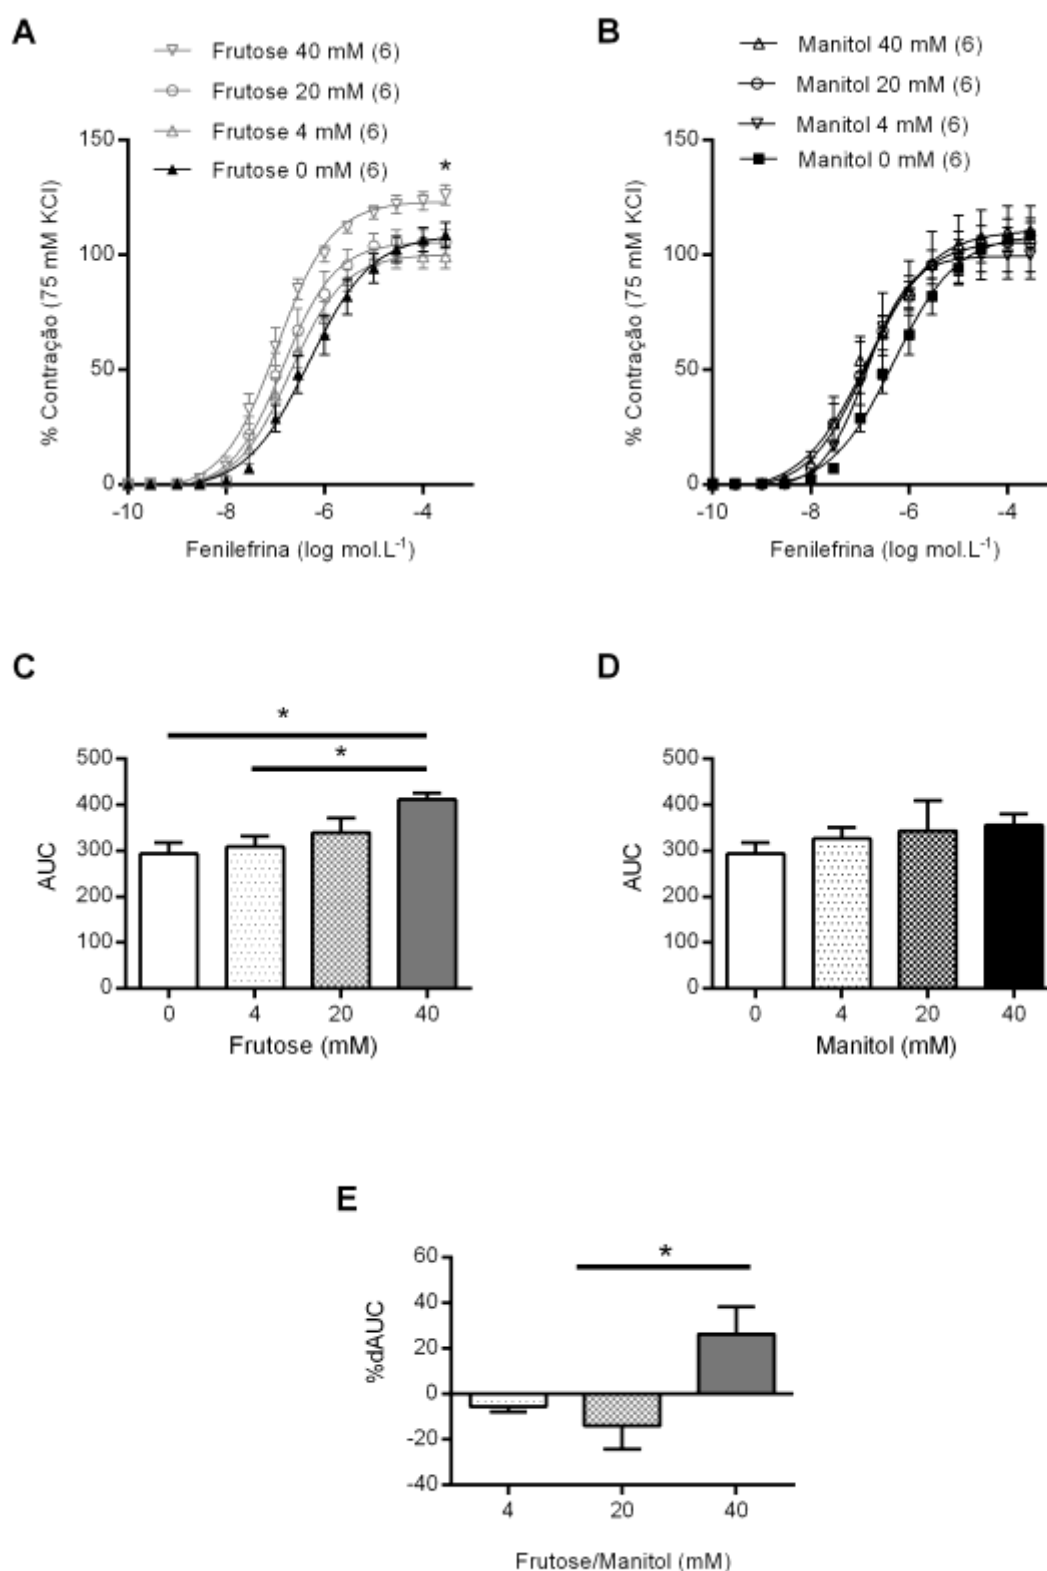 A
Frutose 40 mM (6)
Frutose 20 mM (6)
Frutose 4 mM (6)
Frutose 0 mM (6)
*
150
100
50
0
-10 -8 -6 -4
% Contração (75 mM KCl)
Fenilefrina (log mol.L-1)
B
Manitol 40 mM (6)
Manitol 20 mM (6)
Manitol 4 mM (6)
Manitol 0 mM (6)
150
100
50
0
-10 -8 -6 -4
% Contração (75 mM KCl)
Fenilefrina (log mol.L-1)
C
*
*
500
400
300
200
100
0
AUC
0 4 20 40
Frutose (mM)
D
500
400
300
200
100
0
AUC
0 4 20 40
Manitol (mM)
E
*
60
40
20
0
-20
-40
%dAUC
4 20 40
Frutose/Manitol (mM)